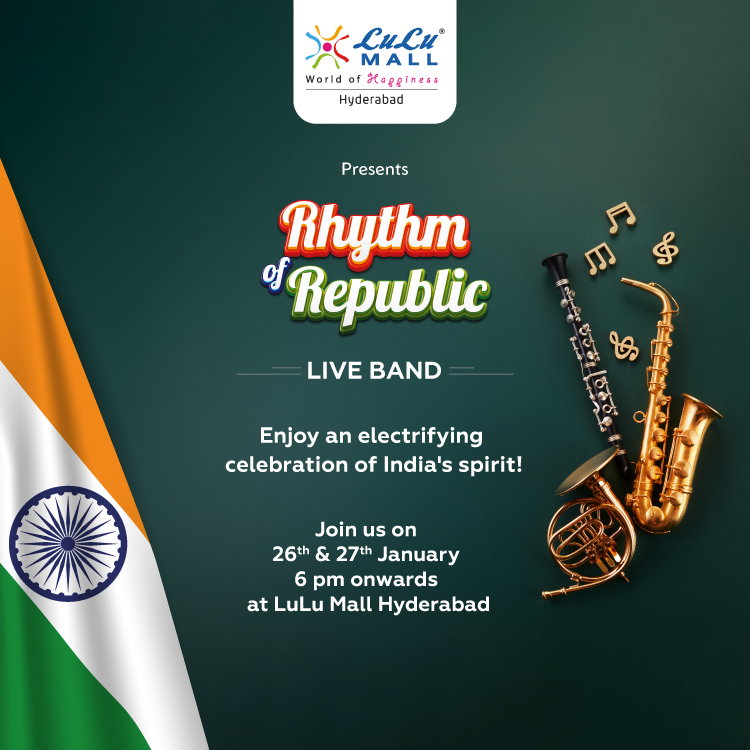 LuLu®
MALL
World of Happiness
Hyderabad
Presents
Rhythm
of Republic
LIVE BAND
Enjoy an electrifying
celebration of India's spirit!
Join us on
26th & 27th January
6 pm onwards
at LuLu Mall Hyderabad